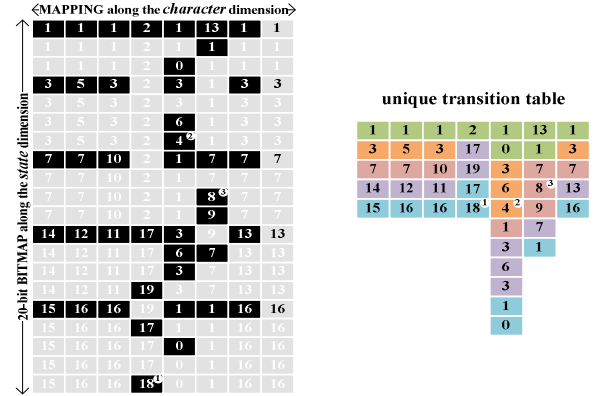 MAPPING along the character dimension
20-bit BITMAP along the state dimension
1 1 1 2 1 13 1 1
1 1 1 2 1 1 1 1
1 1 1 2 0 1 1 1
3 5 3 2 3 1 3 3
3 5 3 2 3 1 3 3
3 5 3 2 6 1 3 3
3 5 3 2 4 2 1 3 3
7 7 10 2 1 7 7 7
7 7 10 2 1 7 7 7
7 7 10 2 1 8 3 7 7
7 7 10 2 1 9 7 7
14 12 11 17 3 9 13 13
14 12 11 17 6 7 13 13
14 12 11 17 3 7 13 13
14 12 11 19 3 7 13 13
15 16 16 19 1 1 16 16
15 16 16 17 1 1 16 16
15 16 16 17 0 1 16 16
15 16 16 17 0 1 16 16
15 16 16 18 1 0 1 16 16
unique transition table
1 1 1 2 1 13 1
3 5 3 17 0 1 3
7 7 10 19 3 7 7
14 12 11 17 6 8 3 13
15 16 16 18 1 4 2 9 16
1 7
3 1
6
3
1
0